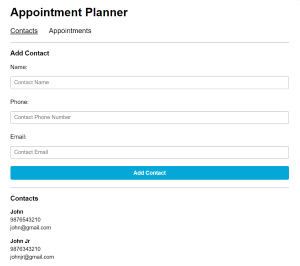 Appointment Planner
Contacts Appointments
Add Contact
Name:
Contact Name
Phone:
Contact Phone Number
Email:
Contact Email
Add Contact
Contacts
John
9876543210
john@gmail.com
John Jr
9876343210
johnjr@gmail.com